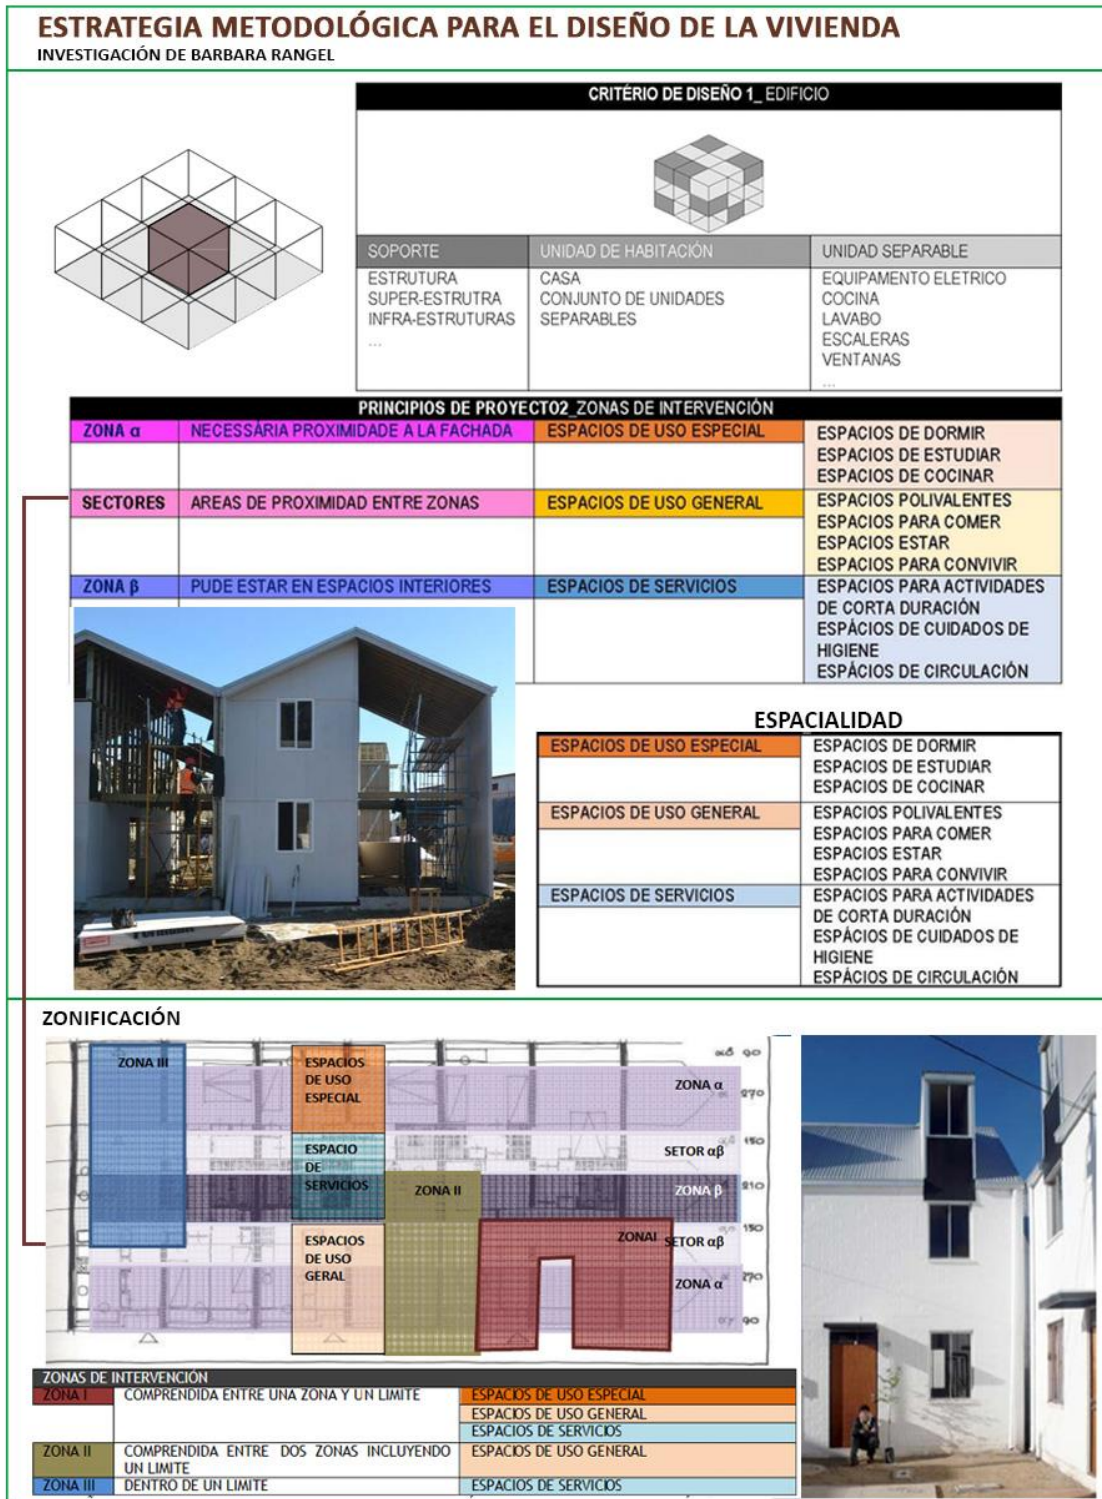 ESTRATEGIA METODOLÓGICA PARA EL DISEÑO DE LA VIVIENDA
INVESTIGACIÓN DE BARBARA RANGEL
CRITÉRIO DE DISEÑO 1_ EDIFICIO
SOPORTE
UNIDAD DE HABITACIÓN
UNIDAD SEPARABLE
ESTRUTURA
SUPER-ESTRUTRA
INFRA-ESTRUTURAS
...
CASA
CONJUNTO DE UNIDADES
SEPARABLES
EQUIPAMENTO ELETRICO
COCINA
LAVABO
ESCALERAS
VENTANAS
...
PRINCIPIOS DE PROYECTO2_ZONAS DE INTERVENCIÓN
ZONA α
NECESSÀRIA PROXIMIDADE A LA FACHADA
ESPACIOS DE USO ESPECIAL
ESPACIOS DE DORMIR
ESPACIOS DE ESTUDIAR
ESPACIOS DE COCINAR
SECTORES
AREAS DE PROXIMIDAD ENTRE ZONAS
ESPACIOS DE USO GENERAL
ESPACIOS POLIVALENTES
ESPACIOS PARA COMER
ESPACIOS ESTAR
ESPACIOS PARA CONVIVIR
ZONA β
PUDE ESTAR EN ESPACIOS INTERIORES
ESPACIOS DE SERVICIOS
ESPACIOS PARA ACTIVIDADES
DE CORTA DURACIÓN
ESPÁCIOS DE CUIDADOS DE
HIGIENE
ESPÁCIOS DE CIRCULACIÓN
ESPACIALIDAD
ESPACIOS DE USO ESPECIAL
ESPACIOS DE DORMIR
ESPACIOS DE ESTUDIAR
ESPACIOS DE COCINAR
ESPACIOS DE USO GENERAL
ESPACIOS POLIVALENTES
ESPACIOS PARA COMER
ESPACIOS ESTAR
ESPACIOS PARA CONVIVIR
ESPACIOS DE SERVICIOS
ESPACIOS PARA ACTIVIDADES
DE CORTA DURACIÓN
ESPÁCIOS DE CUIDADOS DE
HIGIENE
ESPÁCIOS DE CIRCULACIÓN
ZONIFICACIÓN
ZONA III
ESPACIOS
DE USO
ESPECIAL
αδ 90
ZONA α
270
ESPACIO
DE
SERVICIOS
150
SETOR αβ
ZONA II
ZONA β
210
150
ESPACIOS
DE USO
GERAL
ZONAI
SETOR αβ
ZONA α
270
90
ZONAS DE INTERVENCIÓN
ZONA I
COMPRENDIDA ENTRE UNA ZONA Y UN LIMITE
ESPACIOS DE USO ESPECIAL
ESPACIOS DE USO GENERAL
ESPACIOS DE SERVICIOS
ZONA II
COMPRENDIDA ENTRE DOS ZONAS INCLUYENDO
UN LIMITE
ESPACIOS DE USO GENERAL
ZONA III
DENTRO DE UN LIMITE
ESPACIOS DE SERVICIOS